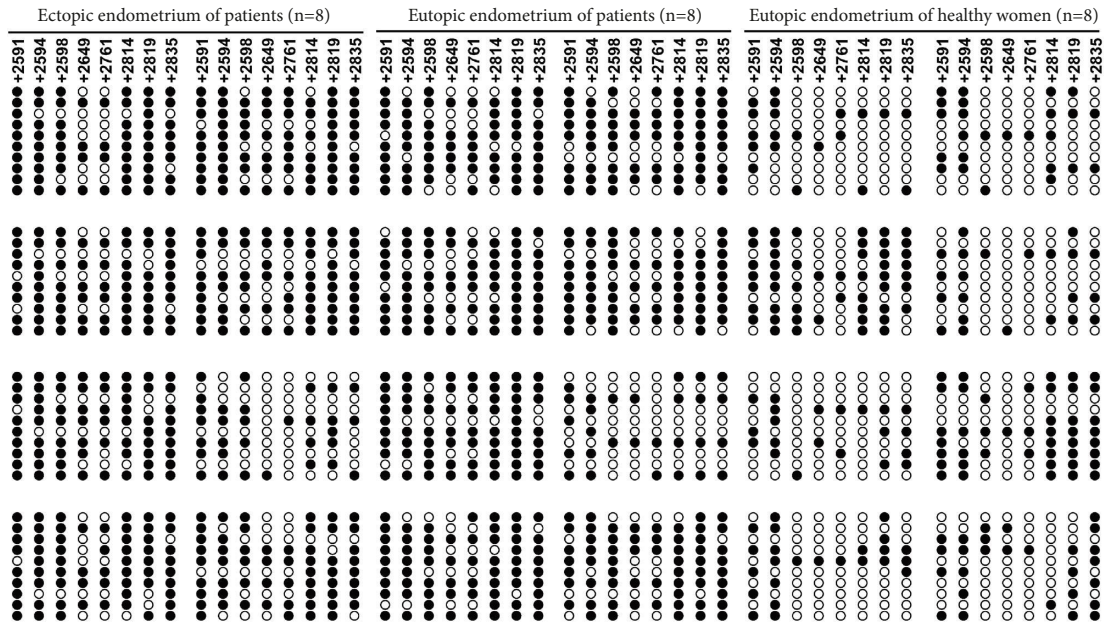 Ectopic endometrium of patients (n=8)
Eutopic endometrium of patients (n=8)
Eutopic endometrium of healthy women (n=8)
+2591 +2594 +2598 +2649 +2761 +2814 +2819 +2835
+2591 +2594 +2598 +2649 +2761 +2814 +2819 +2835
+2591 +2594 +2598 +2649 +2761 +2814 +2819 +2835
+2591 +2594 +2598 +2649 +2761 +2814 +2819 +2835
+2591 +2594 +2598 +2649 +2761 +2814 +2819 +2835
+2591 +2594 +2598 +2649 +2761 +2814 +2819 +2835